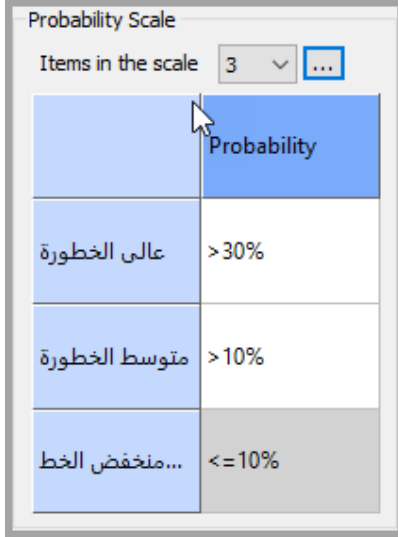 Probability Scale
Items in the scale 3 ...
Probability
عالى الخطورة >30%
متوسط الخطورة >10%
منخفض الخط... <=10%